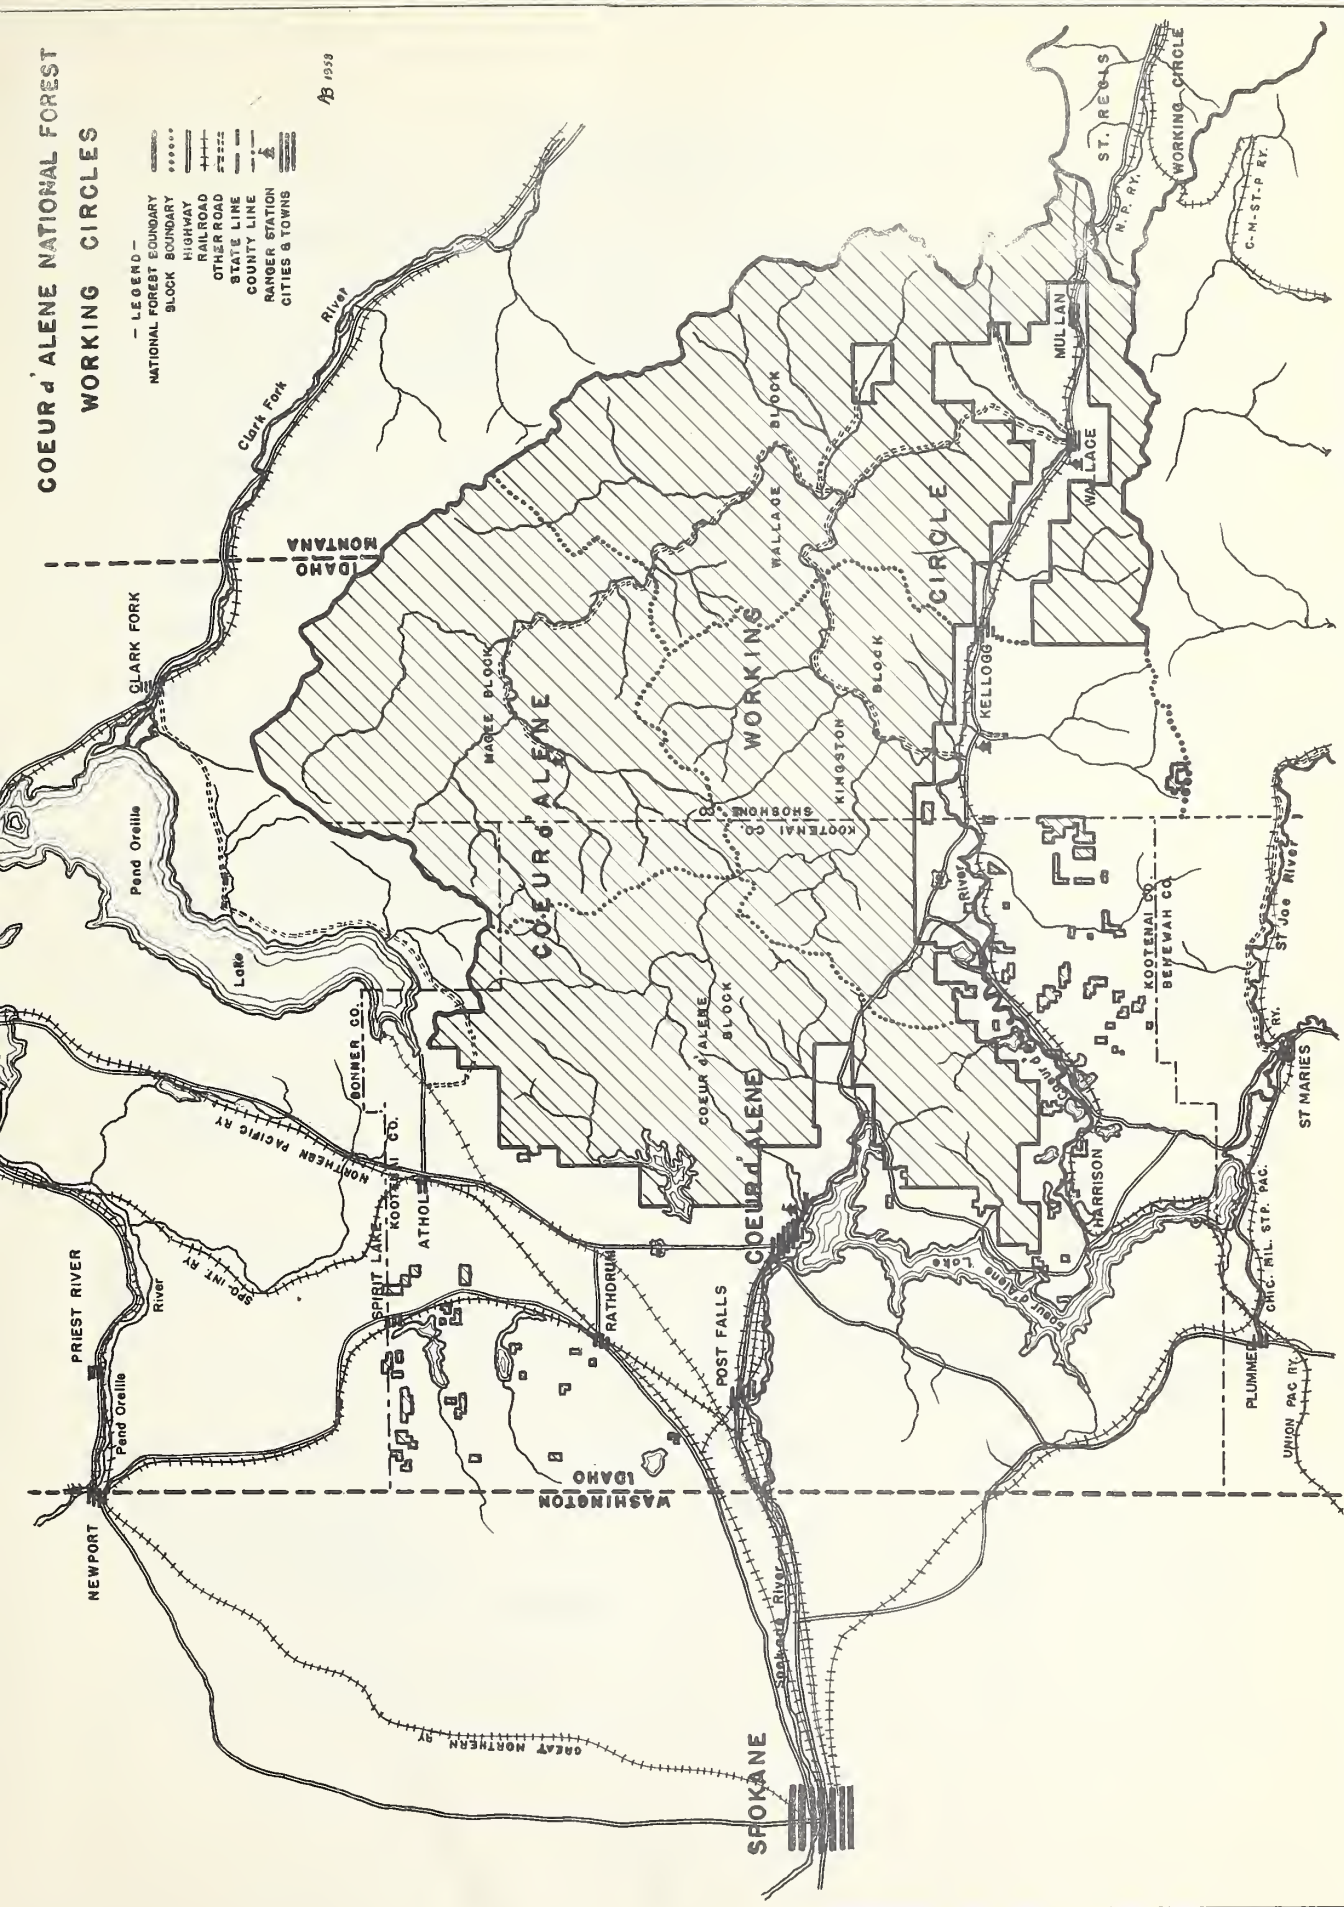 COEUR d'ALENE NATIONAL FOREST
WORKING CIRCLES
- LEGEND -
NATIONAL FOREST BOUNDARY
BLOCK BOUNDARY
HIGHWAY
RAILROAD
OTHER ROAD
STATE LINE
COUNTY LINE
RANGER STATION
CITIES & TOWNS
AB 1958
NEWPORT
PRIEST RIVER
Pend Oreille
River
CLARK FORK
Pend Oreille
Lake
Clark Fork
River
IDAHO
MONTANA
SPO-INT RY
NORTHERN PACIFIC RY
BONNER CO.
KOOTENAI CO.
SPIRIT LAKE
ATHOL
RATHDRUM
WASHINGTON
IDAHO
GREAT NORTHERN
RY
MAGEE BLOCK
COEUR d'ALENE
WORKING
CIRCLE
WALLACE BLOCK
KINGSTON
BLOCK
COEUR d'ALENE
BLOCK
SHOSHONE CO
KOOTENAI CO.
COEUR d'ALENE
POST FALLS
SPOKANE
Spokane River
Coeur d'Alene Lake
Coeur d'Alene
River
HARRISON
KELLOGG
WALLACE
MULLAN
ST. REGIS
WORKING CIRCLE
N. P. RY.
C-M-ST-P RY.
KOOTENAI CO.
BENEWAH CO.
ST Joe River
ST MARIES
CHIC. MIL. STP. PAC.
RY.
PLUMMER
UNION PAC RY.